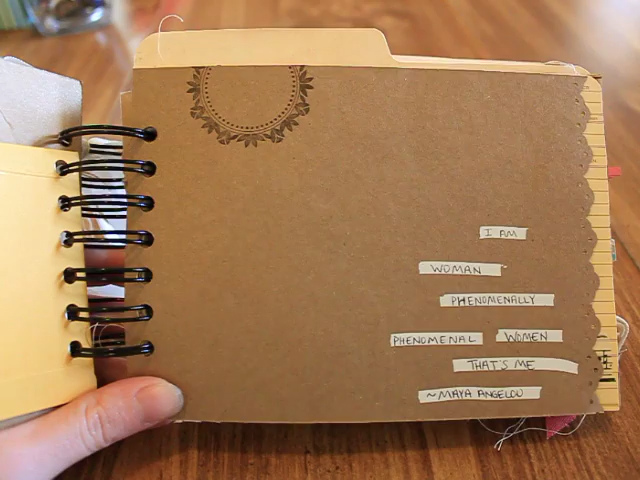 I AM
WOMAN
PHENOMENALLY
PHENOMENAL WOMEN
THAT'S ME
~MAYA ANGELOU